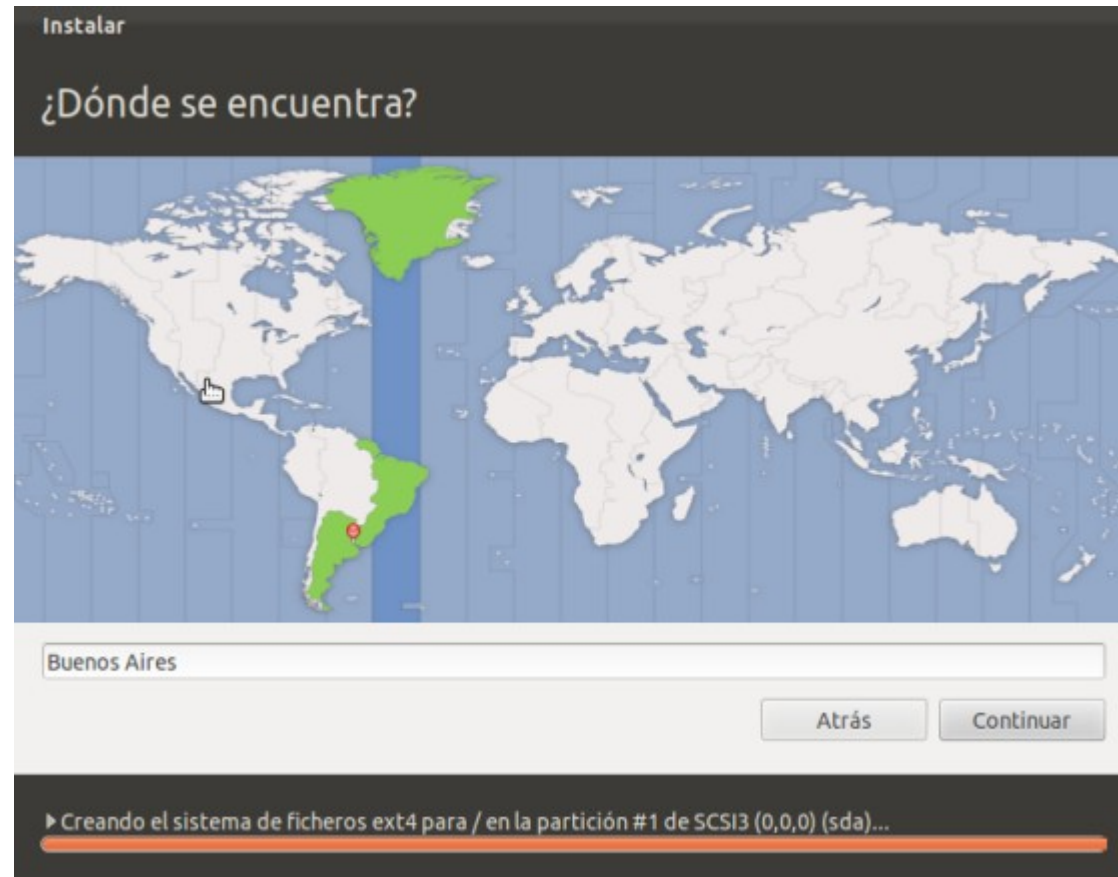 Instalar
¿Dónde se encuentra?
Buenos Aires
Atrás Continuar
Creando el sistema de ficheros ext4 para / en la partición #1 de SCSI3 (0,0,0) (sda)...